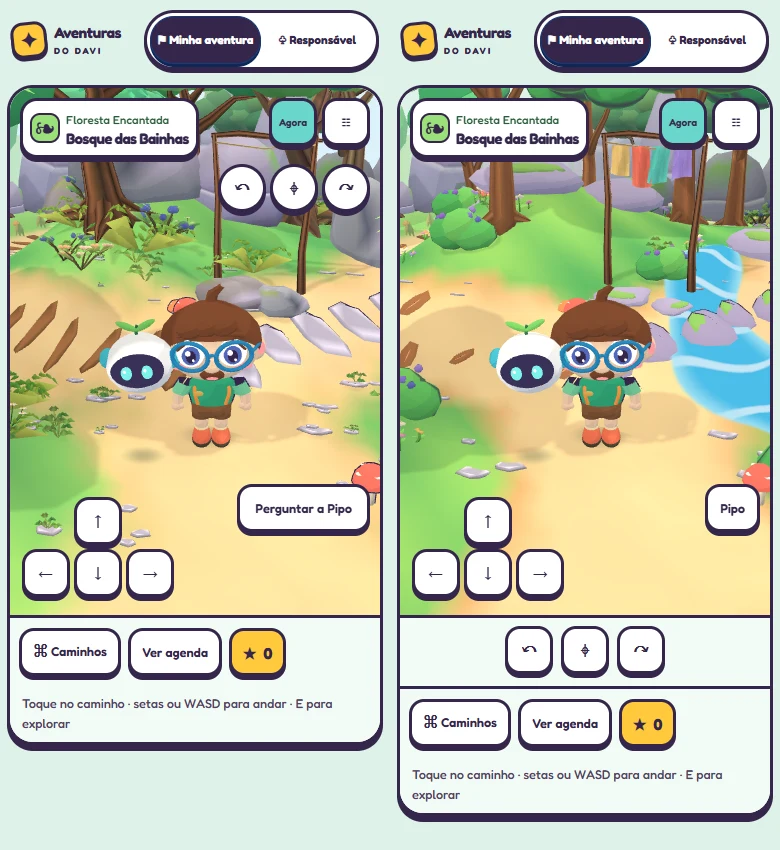 Aventuras
DO DAVI
Minha aventura
Responsável
Floresta Encantada
Bosque das Bainhas
Agora
Perguntar a Pipo
↑
← ↓ →
⌘ Caminhos
Ver agenda
★ 0
Toque no caminho · setas ou WASD para andar · E para
explorar
Aventuras
DO DAVI
Minha aventura
Responsável
Floresta Encantada
Bosque das Bainhas
Agora
Pipo
↑
← ↓ →
⌘ Caminhos
Ver agenda
★ 0
Toque no caminho · setas ou WASD para andar · E para
explorar